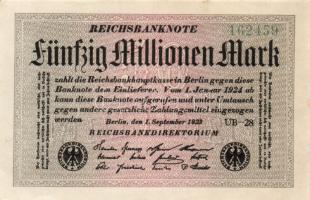 REICHSBANKNOTE
162459
Fünfzig Millionen Mark
zahlt die Reichsbankhauptkasse in Berlin gegen diese
Banknote dem Einlieferer. Vom 1. Januar 1924 ab
kann diese Banknote aufgerufen und unter Umtausch
gegen andere gesetzliche Zahlungsmittel eingezogen
werden
Berlin, den 1. September 1923
UB-28
REICHSBANKDIREKTORIUM